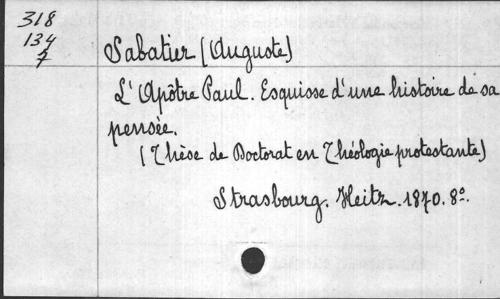 318
134
7
Sabatier (Auguste)
L'Apôtre Paul. Esquisse d'une histoire de sa
pensée.
(Thèse de Doctorat en Théologie protestante)
Strasbourg. Heitz. 1870. 8º.